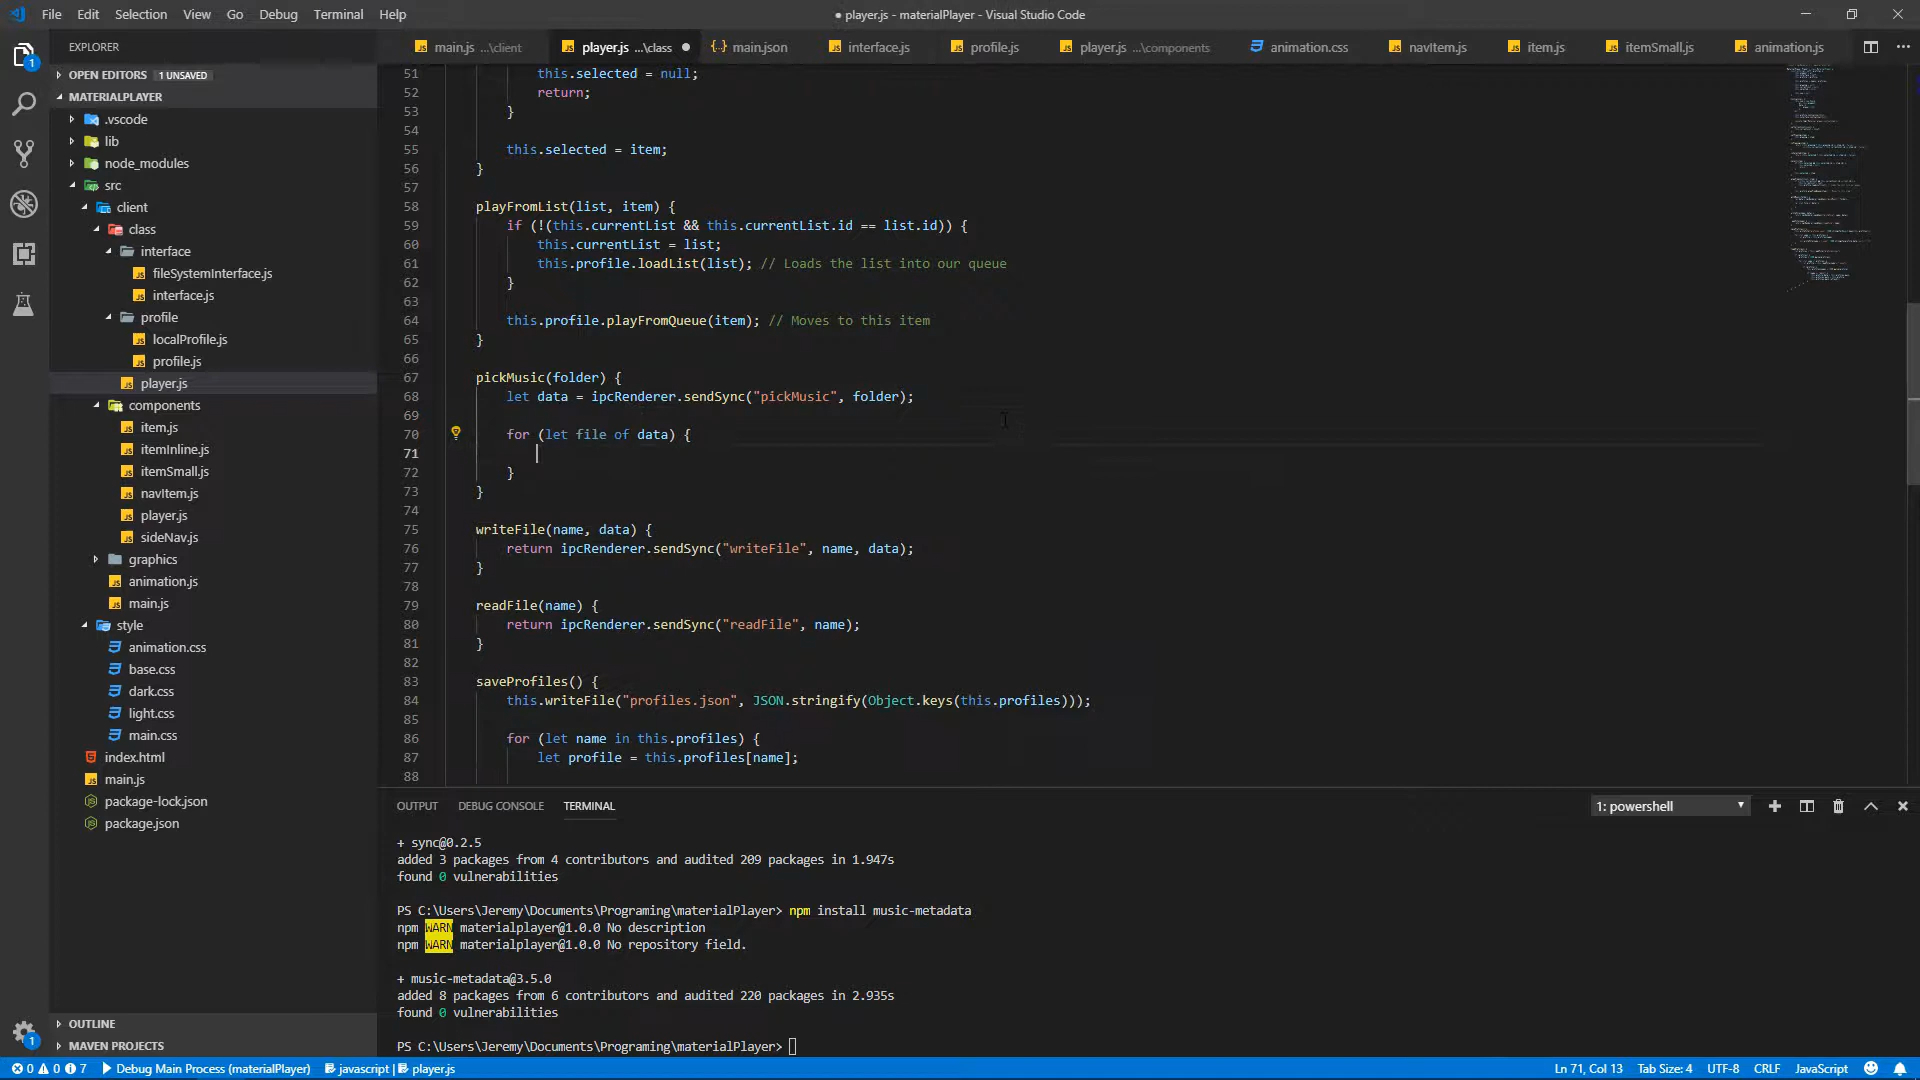 File Edit Selection View Go Debug Terminal Help
● player.js - materialPlayer - Visual Studio Code
EXPLORER
OPEN EDITORS 1 UNSAVED
MATERIALPLAYER
.vscode
lib
node_modules
src
client
class
interface
fileSystemInterface.js
interface.js
profile
localProfile.js
profile.js
player.js
components
item.js
itemInline.js
itemSmall.js
navItem.js
player.js
sideNav.js
graphics
animation.js
main.js
style
animation.css
base.css
dark.css
light.css
main.css
index.html
main.js
package-lock.json
package.json
OUTLINE
MAVEN PROJECTS
main.js ...\client player.js ...\class ● main.json interface.js profile.js player.js ...\components animation.css navItem.js item.js itemSmall.js animation.js
51 this.selected = null;
52 return;
53 }
54
55 this.selected = item;
56 }
57
58 playFromList(list, item) {
59 if (!(this.currentList && this.currentList.id == list.id)) {
60 this.currentList = list;
61 this.profile.loadList(list); // Loads the list into our queue
62 }
63
64 this.profile.playFromQueue(item); // Moves to this item
65 }
66
67 pickMusic(folder) {
68 let data = ipcRenderer.sendSync("pickMusic", folder);
69
70 for (let file of data) {
71
72 }
73 }
74
75 writeFile(name, data) {
76 return ipcRenderer.sendSync("writeFile", name, data);
77 }
78
79 readFile(name) {
80 return ipcRenderer.sendSync("readFile", name);
81 }
82
83 saveProfiles() {
84 this.writeFile("profiles.json", JSON.stringify(Object.keys(this.profiles)));
85
86 for (let name in this.profiles) {
87 let profile = this.profiles[name];
88
OUTPUT DEBUG CONSOLE TERMINAL 1: powershell
+ sync@0.2.5
added 3 packages from 4 contributors and audited 209 packages in 1.947s
found 0 vulnerabilities
PS C:\Users\Jeremy\Documents\Programing\materialPlayer> npm install music-metadata
npm WARN materialplayer@1.0.0 No description
npm WARN materialplayer@1.0.0 No repository field.
+ music-metadata@3.5.0
added 8 packages from 6 contributors and audited 220 packages in 2.935s
found 0 vulnerabilities
PS C:\Users\Jeremy\Documents\Programing\materialPlayer>
0 0 7 Debug Main Process (materialPlayer) javascript | player.js Ln 71, Col 13 Tab Size: 4 UTF-8 CRLF JavaScript
1
1